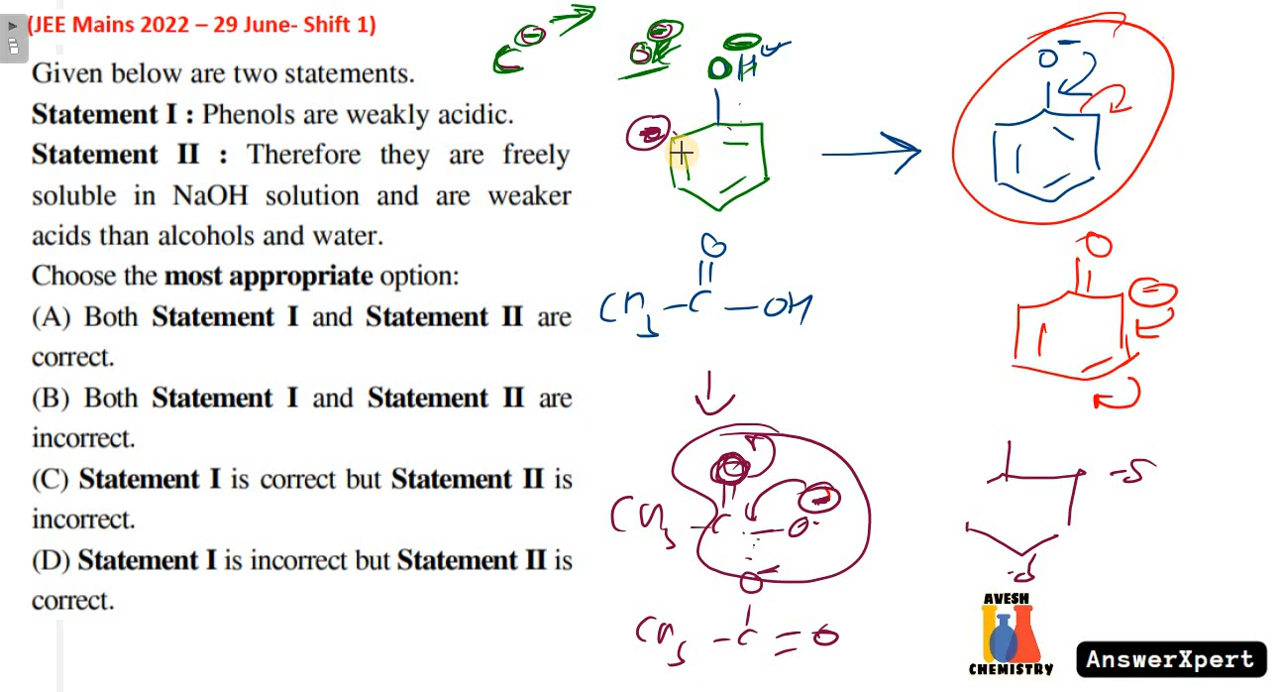 (JEE Mains 2022 – 29 June- Shift 1)
Given below are two statements.
Statement I : Phenols are weakly acidic.
Statement II : Therefore they are freely
soluble in NaOH solution and are weaker
acids than alcohols and water.
Choose the most appropriate option:
(A) Both Statement I and Statement II are
correct.
(B) Both Statement I and Statement II are
incorrect.
(C) Statement I is correct but Statement II is
incorrect.
(D) Statement I is incorrect but Statement II is
correct.
OH
O⁻
O
O
CH3 – C – OH
CH3 – C – O
O
CH3 – C = O
AVESH
CHEMISTRY
AnswerXpert